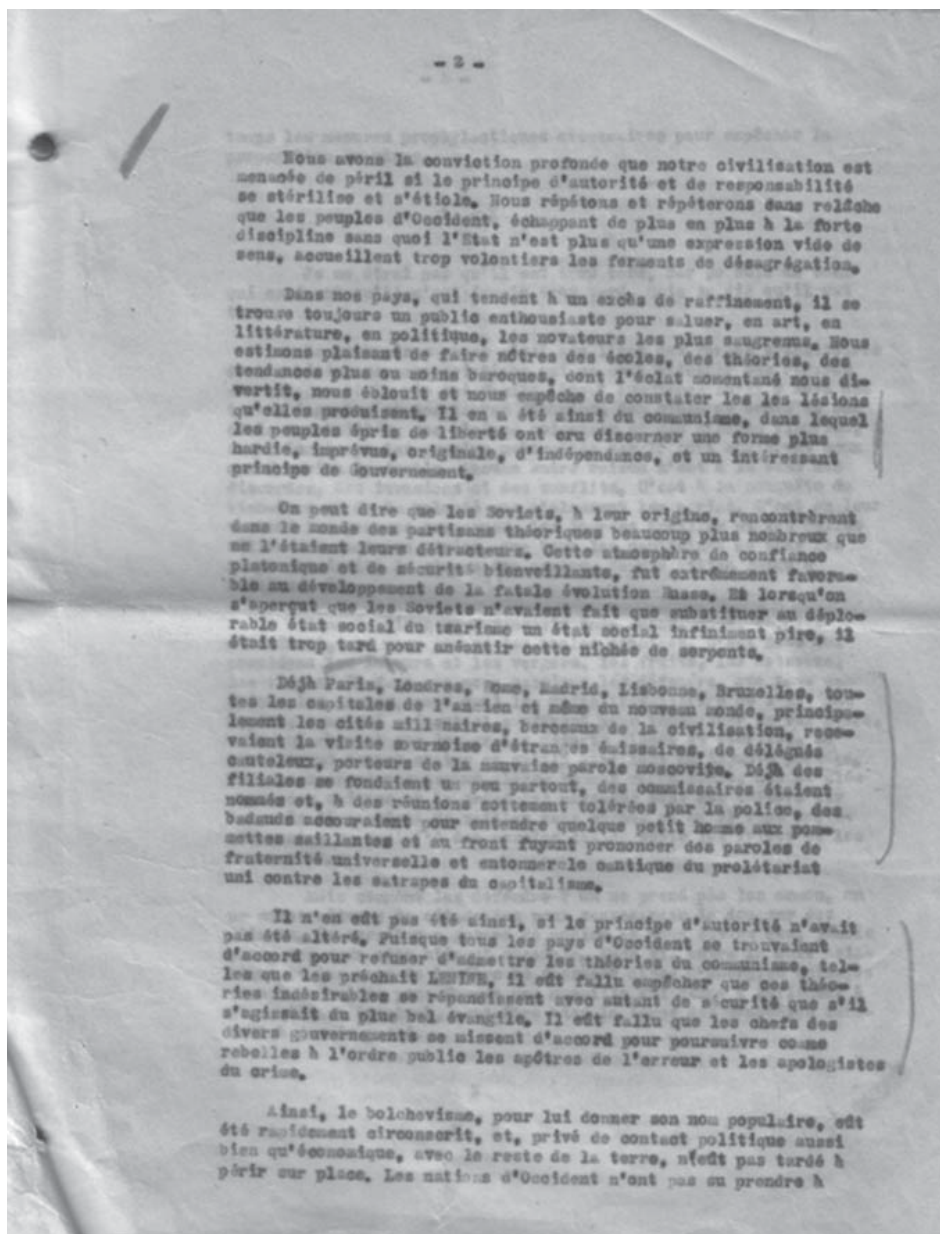 - 2 -
Nous avons la conviction profonde que notre civilisation est
menacée de péril si le principe d'autorité et de responsabilité
se stérilise et s'étiole. Nous répétons et répéterons sans relâche
que les peuples d'Occident, échappant de plus en plus à la forte
discipline sans quoi l'Etat n'est plus qu'une expression vide de
sens, accueillent trop volontiers les ferments de désagrégation.
Dans nos pays, qui tendent à un excès de raffinement, il se
trouve toujours un public enthousiaste pour saluer, en art, en
littérature, en politique, les novateurs les plus saugrenus. Nous
estimons plaisant de faire nôtres des écoles, des théories, des
tendances plus ou moins baroques, dont l'éclat momentané nous di-
vertit, nous éblouit et nous empêche de constater les les lésions
qu'elles produisent. Il en a été ainsi du communisme, dans lequel
les peuples épris de liberté ont cru discerner une forme plus
hardie, imprévue, originale, d'indépendance, et un intéressant
principe de Gouvernement.
On peut dire que les Soviets, à leur origine, rencontrèrent
dans le monde des partisans théoriques beaucoup plus nombreux que
ne l'étaient leurs détracteurs. Cette atmosphère de confiance
platonique et de sécurité bienveillante, fut extrêmement favora-
ble au développement de la fatale évolution Russe. Et lorsqu'on
s'aperçut que les Soviets n'avaient fait que substituer au déplo-
rable état social du tsarisme un état social infiniment pire, il
était trop tard pour anéantir cette nichée de serpents.
Déjà Paris, Londres, Rome, Madrid, Lisbonne, Bruxelles, tou-
tes les capitales de l'ancien et même du nouveau monde, principa-
lement les cités millénaires, berceaux de la civilisation, rece-
vaient la visite sournoise d'étranges émissaires, de délégués
cauteleux, porteurs de la mauvaise parole moscovite. Déjà des
filiales se fondaient un peu partout, des commissaires étaient
nommés et, à des réunions sottement tolérées par la police, des
badauds accouraient pour entendre quelque petit homme aux pom-
mettes saillantes et au front fuyant prononcer des paroles de
fraternité universelle et entonner le cantique du prolétariat
uni contre les satrapes du capitalisme.
Il n'en eût pas été ainsi, si le principe d'autorité n'avait
pas été altéré. Puisque tous les pays d'Occident se trouvaient
d'accord pour refuser d'admettre les théories du communisme, tel-
les que les prêchait LENINE, il eût fallu empêcher que ces théo-
ries indésirables se répandissent avec autant de sécurité que s'il
s'agissait du plus bel évangile. Il eût fallu que les chefs des
divers gouvernements se missent d'accord pour poursuivre comme
rebelles à l'ordre public les apôtres de l'erreur et les apologistes
du crime.
Ainsi, le bolchevisme, pour lui donner son nom populaire, eût
été rapidement circonscrit, et, privé de contact politique aussi
bien qu'économique, avec le reste de la terre, n'eût pas tardé à
périr sur place. Les nations d'Occident n'ont pas su prendre à